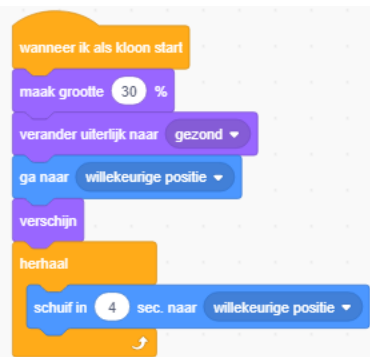 wanneer ik als kloon start
maak grootte 30 %
verander uiterlijk naar gezond
ga naar willekeurige positie
verschijn
herhaal
schuif in 4 sec. naar willekeurige positie